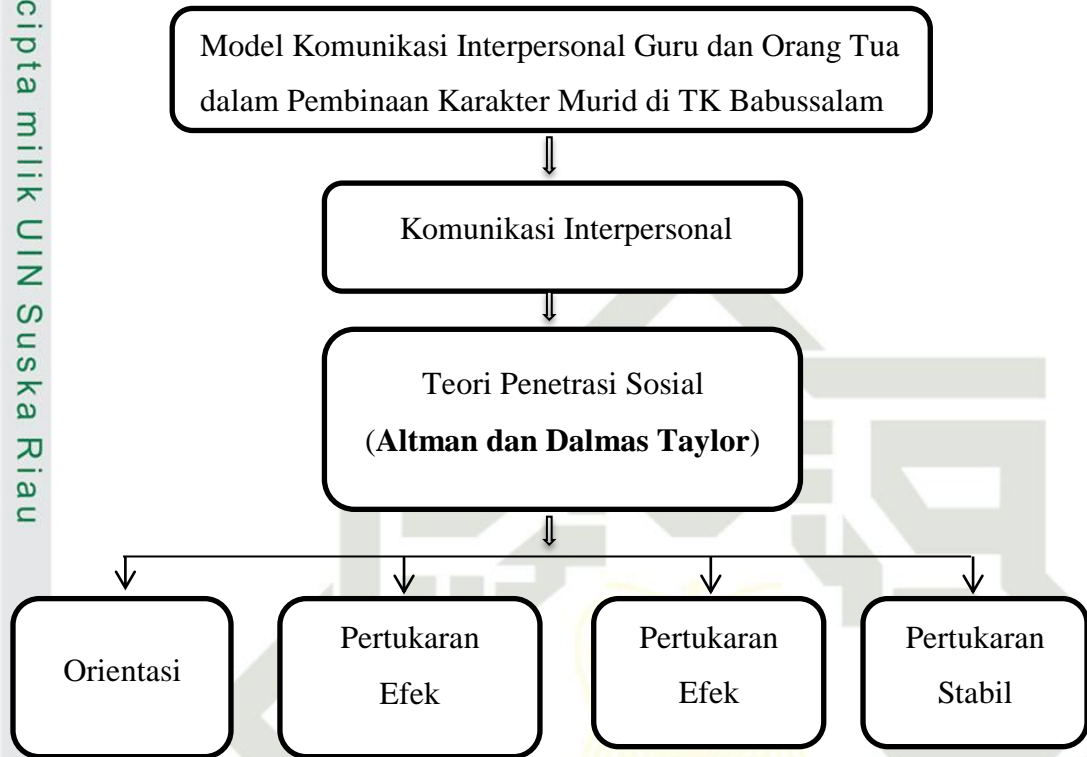 cipta milik UIN Suska Riau
Model Komunikasi Interpersonal Guru dan Orang Tua
dalam Pembinaan Karakter Murid di TK Babussalam
Komunikasi Interpersonal
Teori Penetrasi Sosial
(Altman dan Dalmas Taylor)
Orientasi
Pertukaran
Efek
Pertukaran
Efek
Pertukaran
Stabil